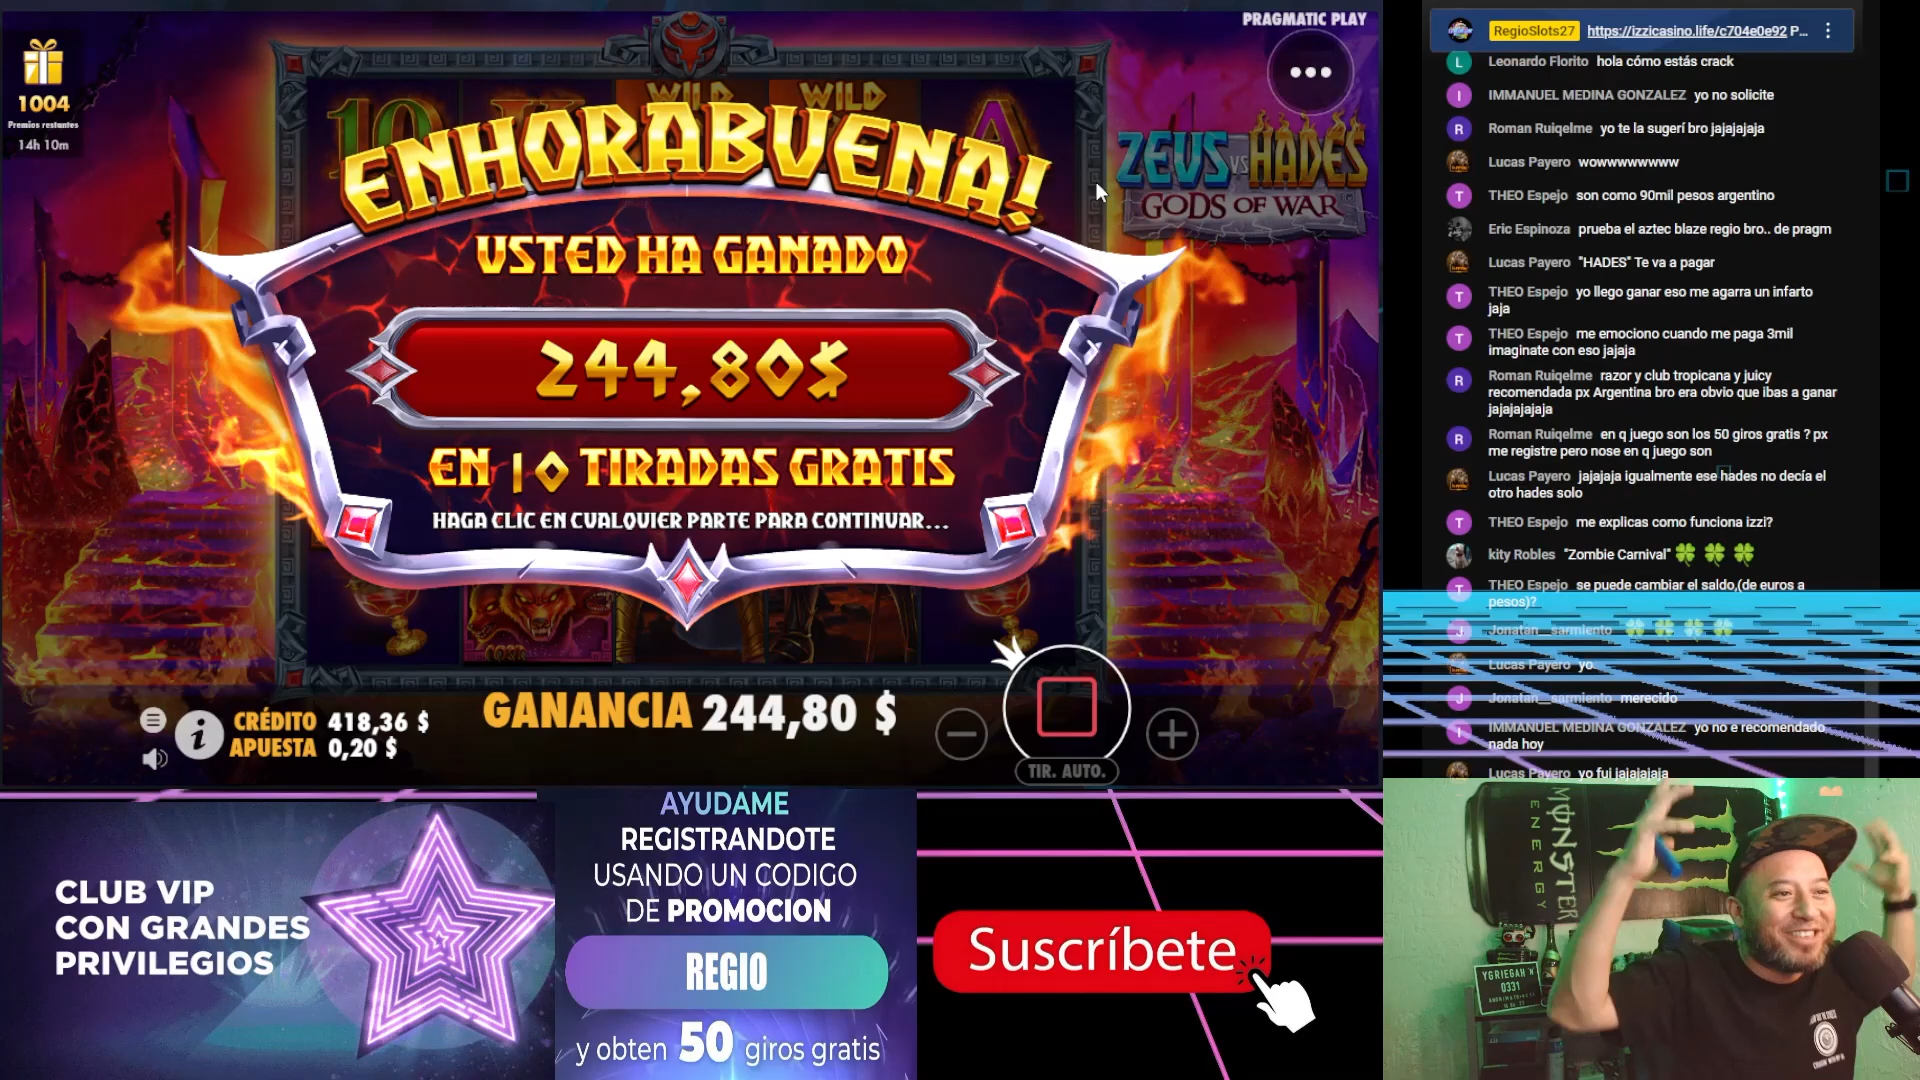 PRAGMATIC PLAY
1004
Premios restantes
14h 10m
10
WILD
WILD
A
ZEUS VS HADES
GODS OF WAR™
ENHORABUENA!
USTED HA GANADO
244,80$
EN 10 TIRADAS GRATIS
HAGA CLIC EN CUALQUIER PARTE PARA CONTINUAR...
CRÉDITO 418,36 $
APUESTA 0,20 $
GANANCIA 244,80 $
TIR. AUTO.
RegioSlots27 https://izzicasino.life/c704e0e92 P...
L Leonardo Florito hola cómo estás crack
I IMMANUEL MEDINA GONZALEZ yo no solicite
R Roman Ruiqelme yo te la sugerí bro jajajajaja
Lucas Payero wowwwwwwww
T THEO Espejo son como 90mil pesos argentino
Eric Espinoza prueba el aztec blaze regio bro.. de pragm
Lucas Payero "HADES" Te va a pagar
T THEO Espejo yo llego ganar eso me agarra un infarto
jaja
T THEO Espejo me emociono cuando me paga 3mil
imaginate con eso jajaja
R Roman Ruiqelme razor y club tropicana y juicy
recomendada px Argentina bro era obvio que ibas a ganar
jajajajajaja
R Roman Ruiqelme en q juego son los 50 giros gratis ? px
me registre pero nose en q juego son
Lucas Payero jajajaja igualmente ese hades no decía el
otro hades solo
T THEO Espejo me explicas como funciona izzi?
kity Robles "Zombie Carnival" 🍀 🍀 🍀
T THEO Espejo se puede cambiar el saldo,(de euros a
pesos)?
J Jonatan__sarmiento 🍀 🍀 🍀 🍀
Lucas Payero yo
J Jonatan__sarmiento merecido
I IMMANUEL MEDINA GONZALEZ yo no e recomendado
nada hoy
Lucas Payero yo fui jajajajaja
CLUB VIP
CON GRANDES
PRIVILEGIOS
AYUDAME
REGISTRANDOTE
USANDO UN CODIGO
DE PROMOCION
REGIO
y obten 50 giros gratis
Suscríbete
MONSTER
ENERGY
YGRIEGAH
0331